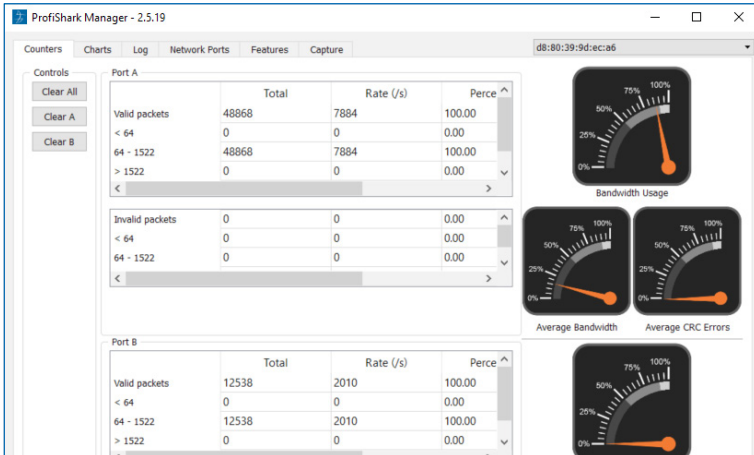 ProfiShark Manager - 2.5.19
Counters Charts Log Network Ports Features Capture d8:80:39:9d:ec:a6
Controls
Clear All
Clear A
Clear B
Port A
Total Rate (/s) Perce
Valid packets 48868 7884 100.00
< 64 0 0 0.00
64 - 1522 48868 7884 100.00
> 1522 0 0 0.00
Invalid packets 0 0 0.00
< 64 0 0 0.00
64 - 1522 0 0 0.00
0% 25% 50% 75% 100%
Bandwidth Usage
0% 25% 50% 75% 100%
Average Bandwidth
0% 25% 50% 75% 100%
Average CRC Errors
Port B
Total Rate (/s) Perce
Valid packets 12538 2010 100.00
< 64 0 0 0.00
64 - 1522 12538 2010 100.00
> 1522 0 0 0.00
0% 25% 50% 75% 100%